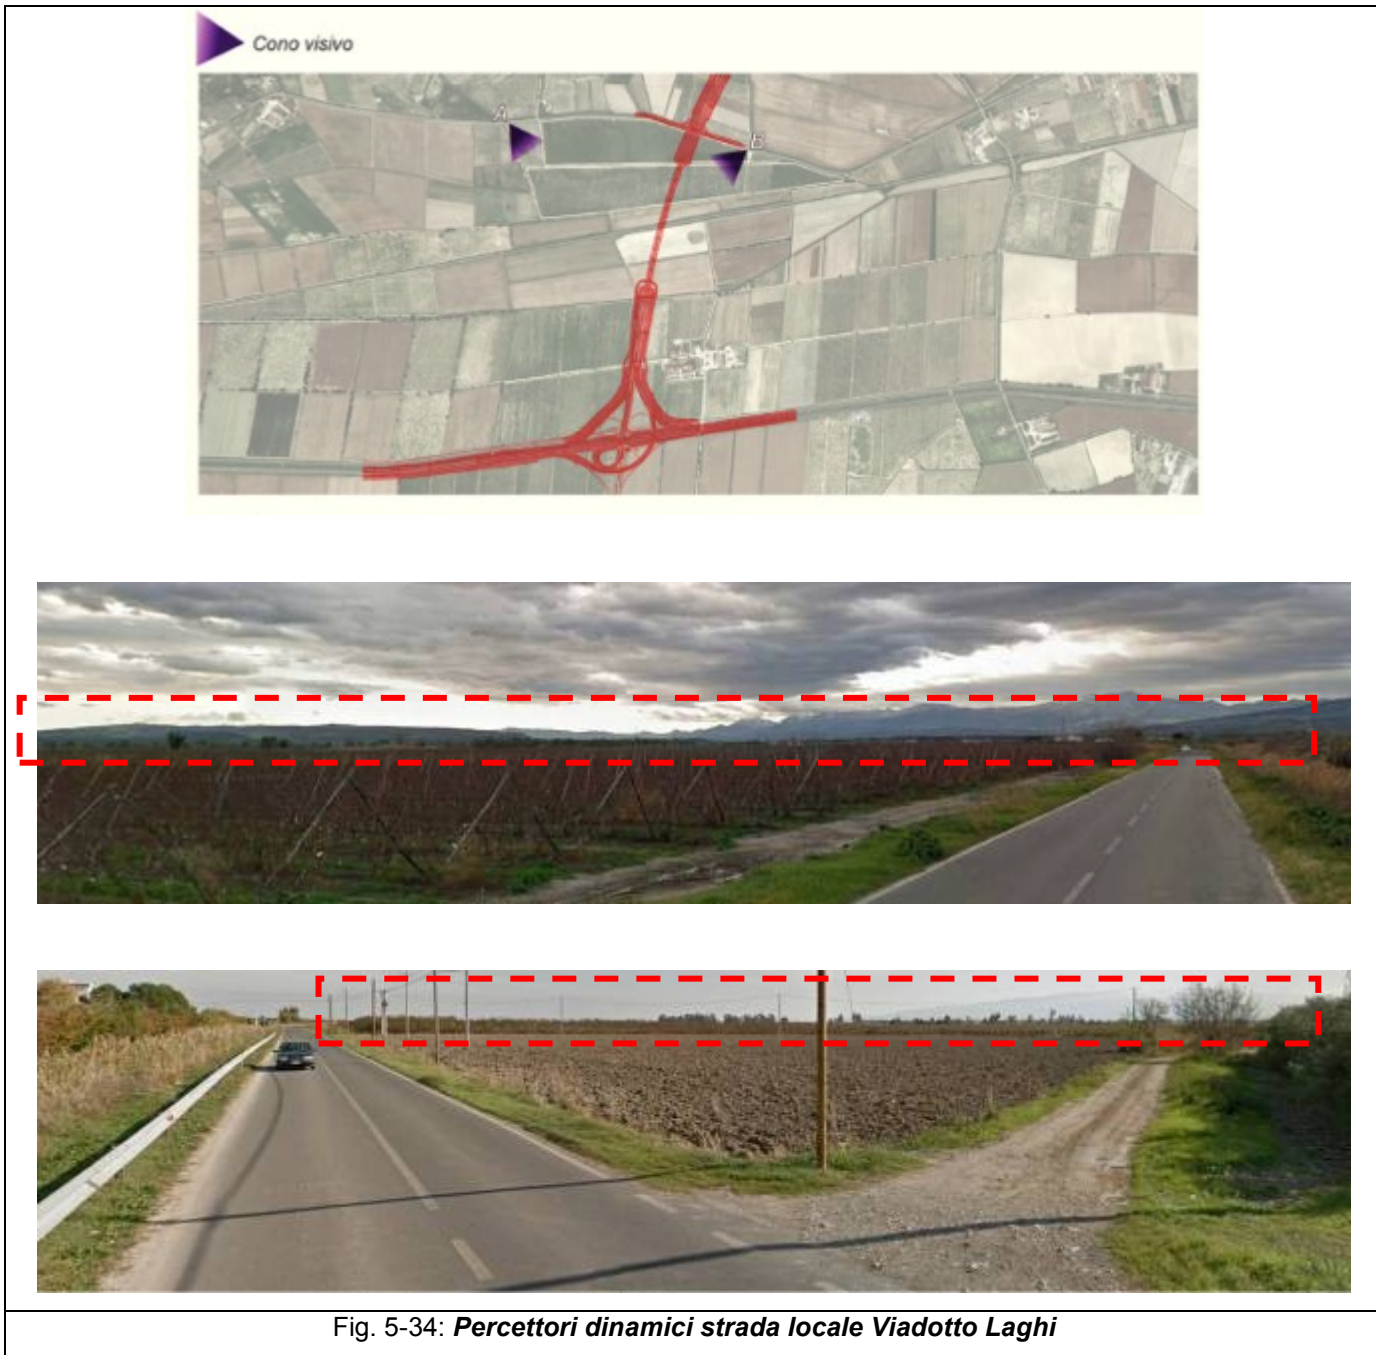 Cono visivo
A
B
Fig. 5-34: Percettori dinamici strada locale Viadotto Laghi